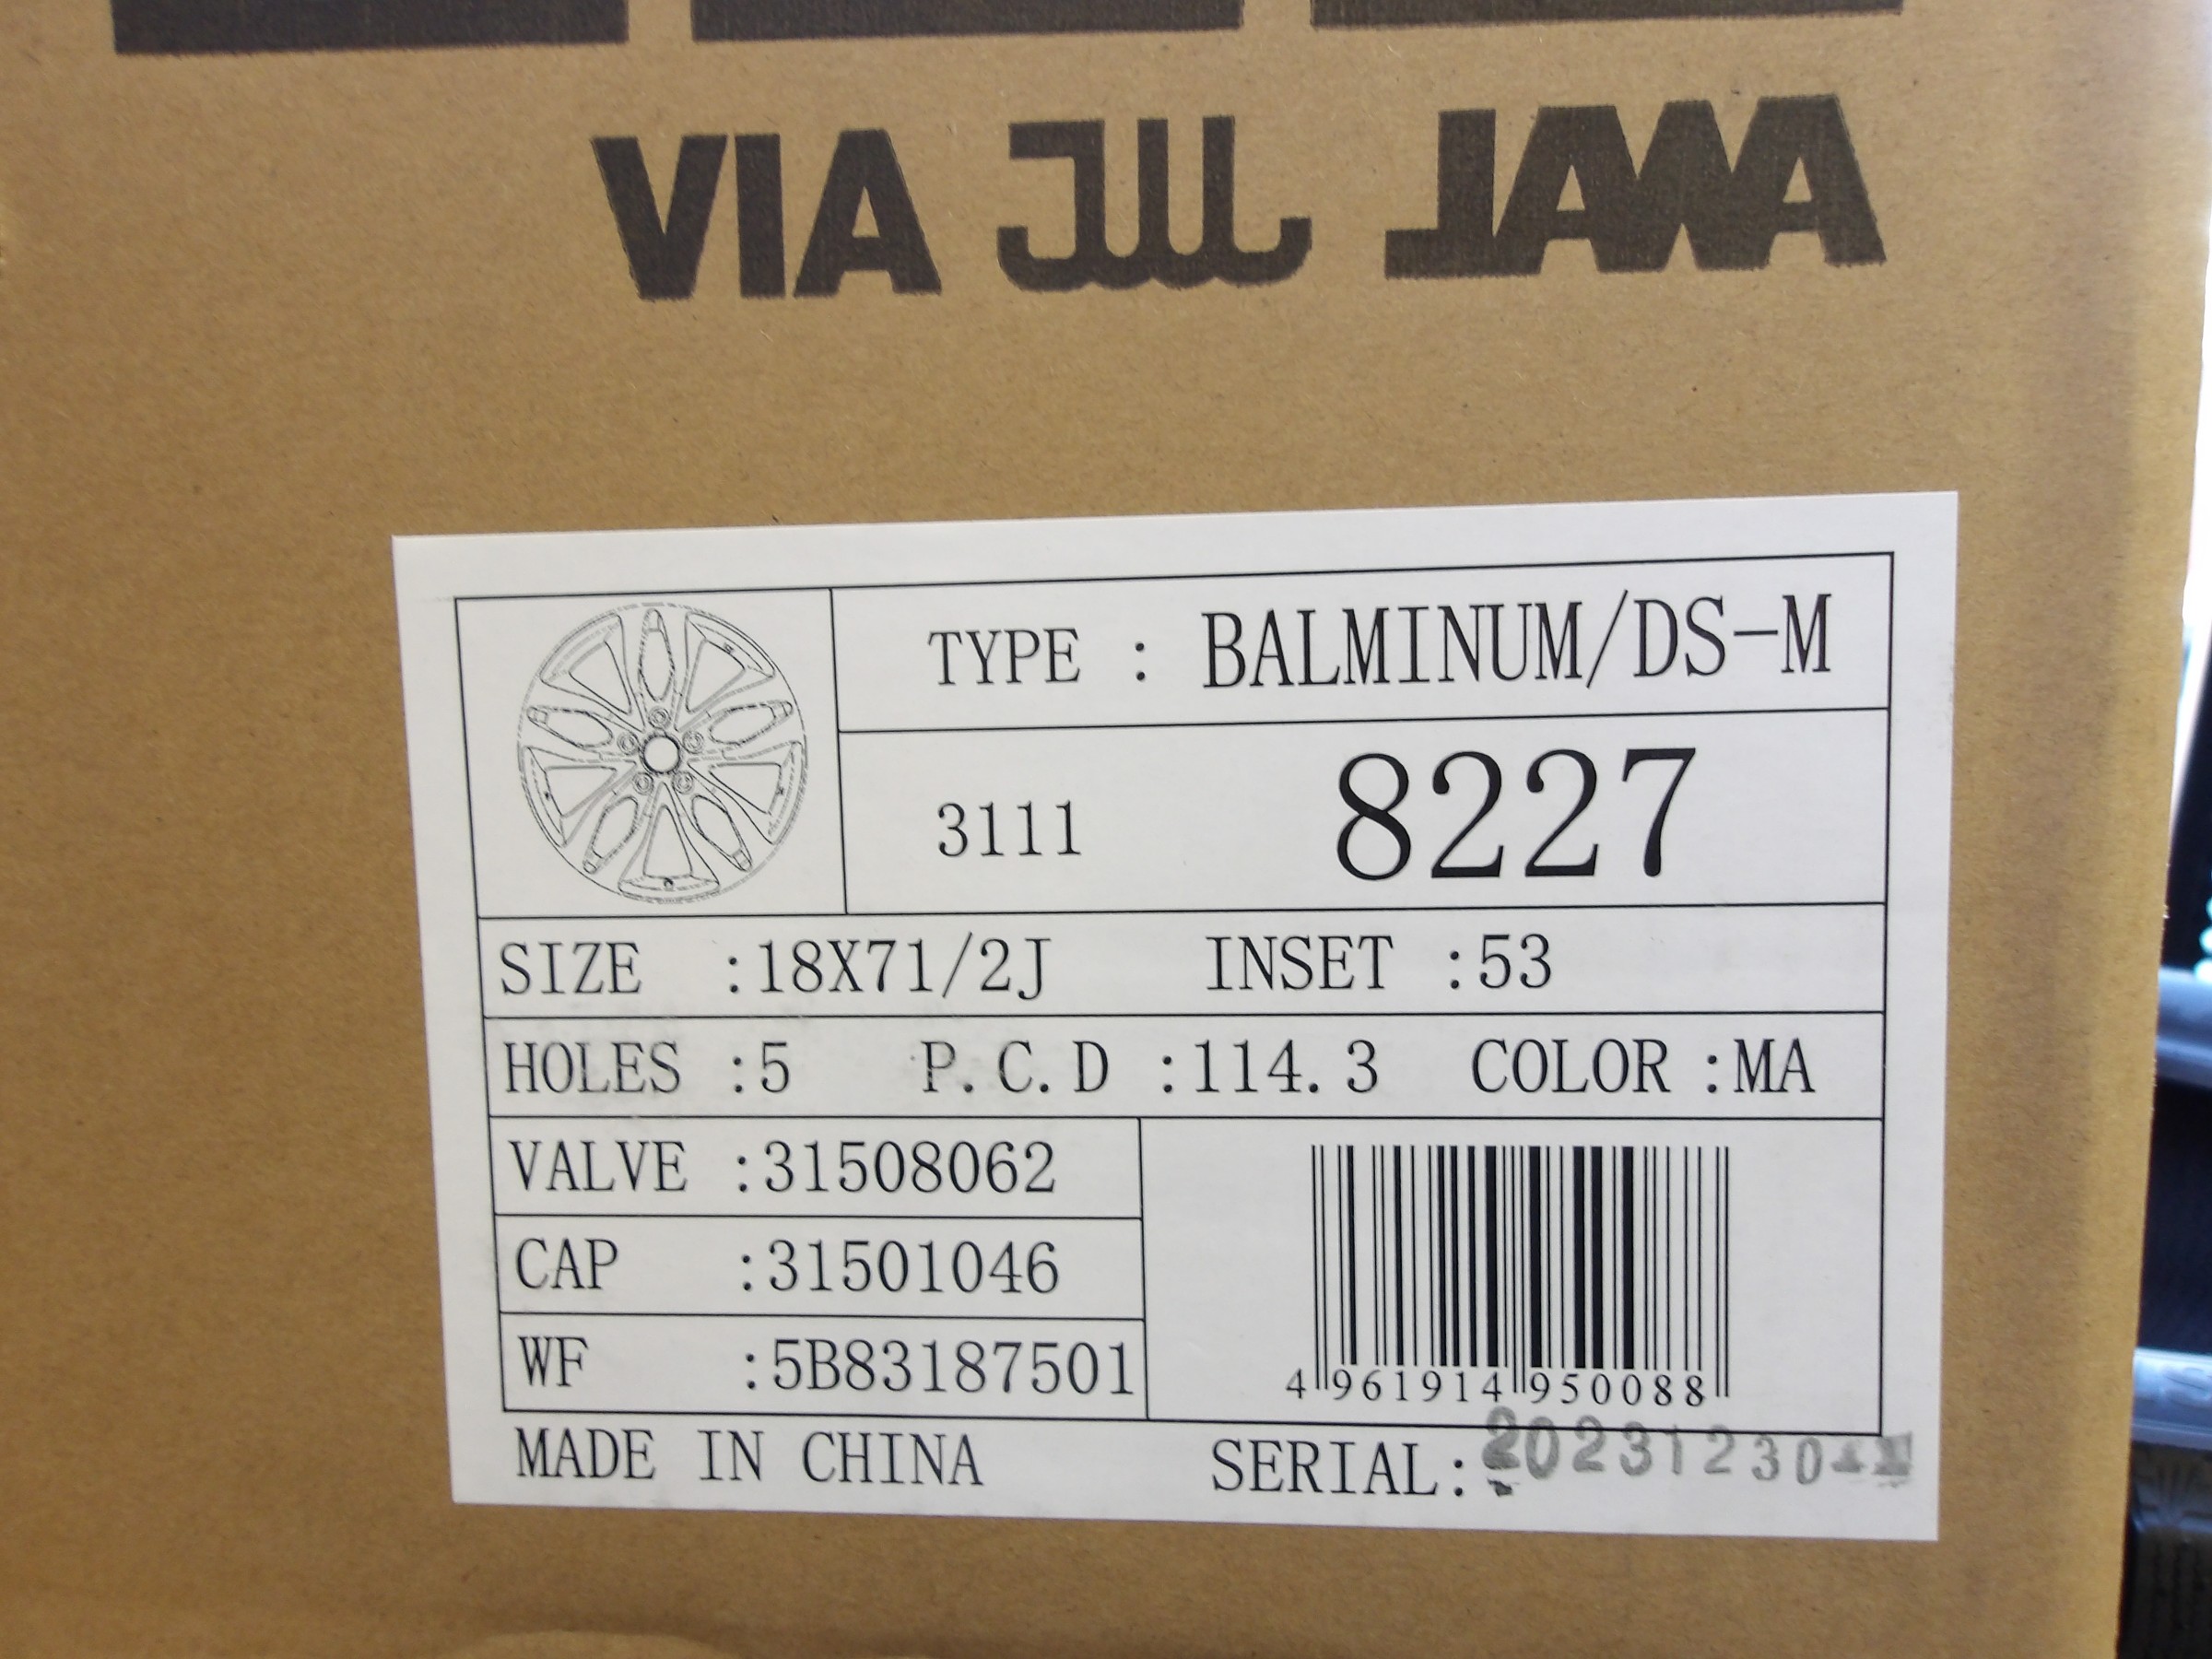 VIA JWL JAWA
TYPE : BALMINUM/DS-M
3111 8227
SIZE :18X71/2J INSET :53
HOLES :5 P.C.D :114.3 COLOR :MA
VALVE :31508062
CAP :31501046
WF :5B83187501
4 961914 950088
MADE IN CHINA SERIAL: 20231230